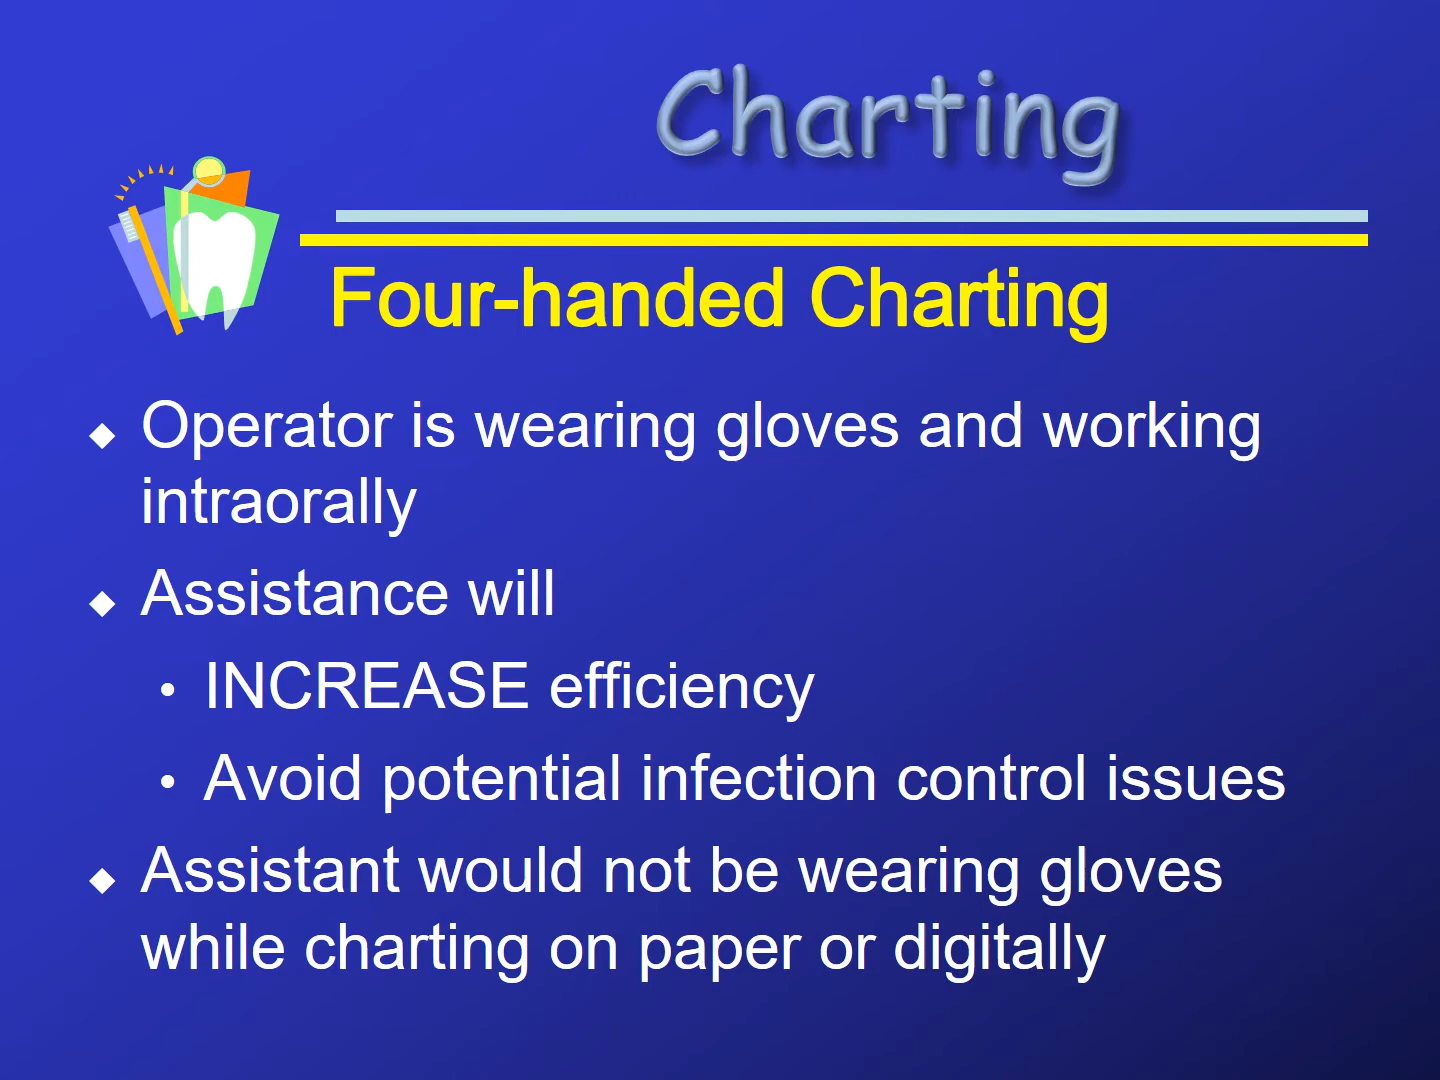 Charting
Four-handed Charting
◆ Operator is wearing gloves and working
intraorally
◆ Assistance will
• INCREASE efficiency
• Avoid potential infection control issues
◆ Assistant would not be wearing gloves
while charting on paper or digitally